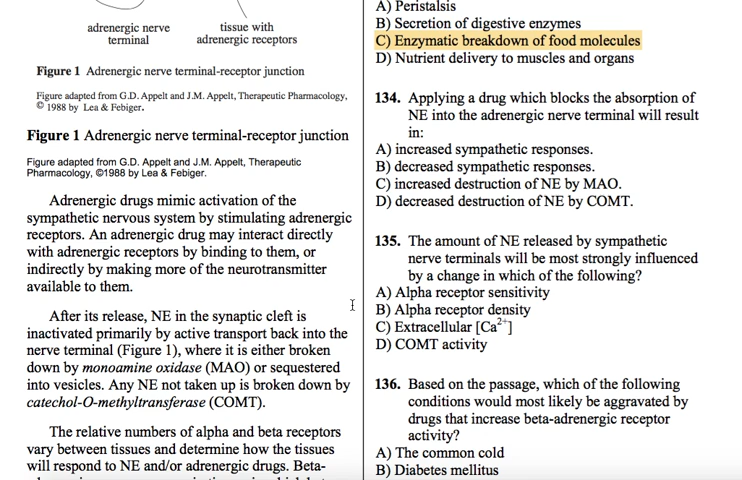 adrenergic nerve
terminal
tissue with
adrenergic receptors
Figure 1 Adrenergic nerve terminal-receptor junction
Figure adapted from G.D. Appelt and J.M. Appelt, Therapeutic Pharmacology,
© 1988 by Lea & Febiger.
Figure 1 Adrenergic nerve terminal-receptor junction
Figure adapted from G.D. Appelt and J.M. Appelt, Therapeutic
Pharmacology, ©1988 by Lea & Febiger.
Adrenergic drugs mimic activation of the
sympathetic nervous system by stimulating adrenergic
receptors. An adrenergic drug may interact directly
with adrenergic receptors by binding to them, or
indirectly by making more of the neurotransmitter
available to them.
After its release, NE in the synaptic cleft is
inactivated primarily by active transport back into the
nerve terminal (Figure 1), where it is either broken
down by monoamine oxidase (MAO) or sequestered
into vesicles. Any NE not taken up is broken down by
catechol-O-methyltransferase (COMT).
The relative numbers of alpha and beta receptors
vary between tissues and determine how the tissues
will respond to NE and/or adrenergic drugs. Beta-
A) Peristalsis
B) Secretion of digestive enzymes
C) Enzymatic breakdown of food molecules
D) Nutrient delivery to muscles and organs
134. Applying a drug which blocks the absorption of
NE into the adrenergic nerve terminal will result
in:
A) increased sympathetic responses.
B) decreased sympathetic responses.
C) increased destruction of NE by MAO.
D) decreased destruction of NE by COMT.
135. The amount of NE released by sympathetic
nerve terminals will be most strongly influenced
by a change in which of the following?
A) Alpha receptor sensitivity
B) Alpha receptor density
C) Extracellular [Ca²⁺]
D) COMT activity
136. Based on the passage, which of the following
conditions would most likely be aggravated by
drugs that increase beta-adrenergic receptor
activity?
A) The common cold
B) Diabetes mellitus